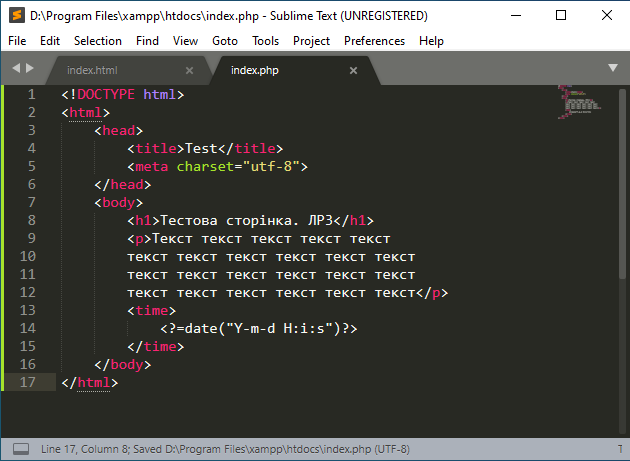 D:\Program Files\xampp\htdocs\index.php - Sublime Text (UNREGISTERED)
File Edit Selection Find View Goto Tools Project Preferences Help
index.html index.php
1 <!DOCTYPE html>
2 <html>
3 <head>
4 <title>Test</title>
5 <meta charset="utf-8">
6 </head>
7 <body>
8 <h1>Тестова сторінка. ЛР3</h1>
9 <p>Текст текст текст текст текст
10 текст текст текст текст текст текст
11 текст текст текст текст текст текст
12 текст текст текст текст текст текст</p>
13 <time>
14 <?=date("Y-m-d H:i:s")?>
15 </time>
16 </body>
17 </html>
Line 17, Column 8; Saved D:\Program Files\xampp\htdocs\index.php (UTF-8)